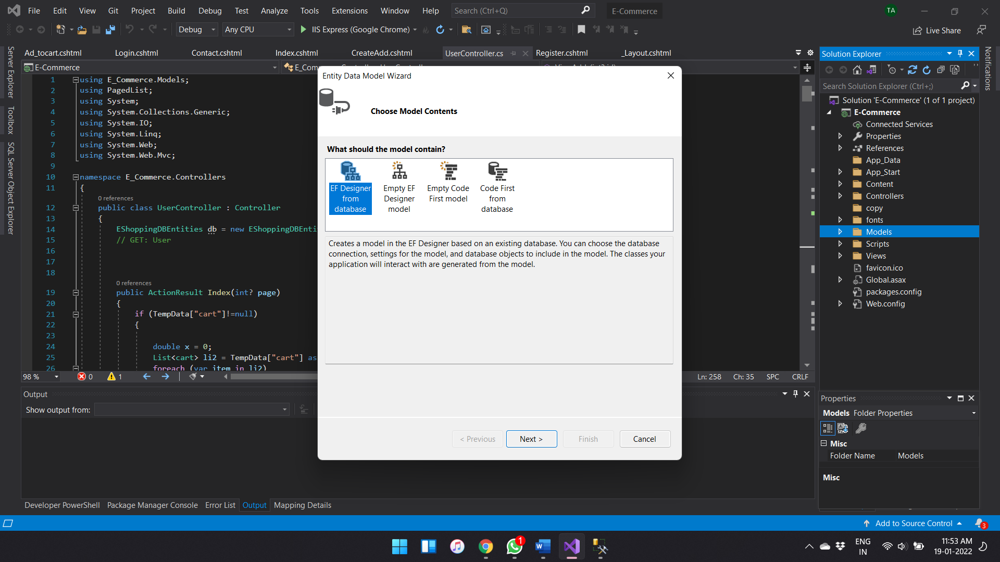 File Edit View Git Project Build Debug Test Analyze Tools Extensions Window Help Search (Ctrl+Q) E-Commerce TA
Debug Any CPU IIS Express (Google Chrome) Live Share
Ad_tocart.cshtml Login.cshtml Contact.cshtml Index.cshtml CreateAdd.cshtml UserController.cs Register.cshtml _Layout.cshtml
E-Commerce
Server Explorer
Toolbox
SQL Server Object Explorer
1 using E_Commerce.Models;
2 using PagedList;
3 using System;
4 using System.Collections.Generic;
5 using System.IO;
6 using System.Linq;
7 using System.Web;
8 using System.Web.Mvc;
9
10 namespace E_Commerce.Controllers
11 {
0 references
12 public class UserController : Controller
13 {
14 EShoppingDBEntities db = new
15 // GET: User
16
17
18
0 references
19 public ActionResult Index(int? page)
20 {
21 if (TempData["cart"]!=null)
22 {
23
24 double x = 0;
25 List<cart> li2 = TempData["cart"] as
26 foreach (var item in li2)
98 % 0 1 Ln: 258 Ch: 35 SPC CRLF
Entity Data Model Wizard
Choose Model Contents
What should the model contain?
EF Designer from database
Empty EF Designer model
Empty Code First model
Code First from database
Creates a model in the EF Designer based on an existing database. You can choose the database
connection, settings for the model, and database objects to include in the model. The classes your
application will interact with are generated from the model.
< Previous Next > Finish Cancel
Output
Show output from:
Developer PowerShell Package Manager Console Error List Output Mapping Details
Solution Explorer
Search Solution Explorer (Ctrl+;)
Solution 'E-Commerce' (1 of 1 project)
E-Commerce
Connected Services
Properties
References
App_Data
App_Start
Content
Controllers
copy
fonts
Models
Scripts
Views
favicon.ico
Global.asax
packages.config
Web.config
Notifications
Properties
Models Folder Properties
Misc
Folder Name Models
Misc
Add to Source Control 3
1
ENG
IN
11:53 AM
19-01-2022